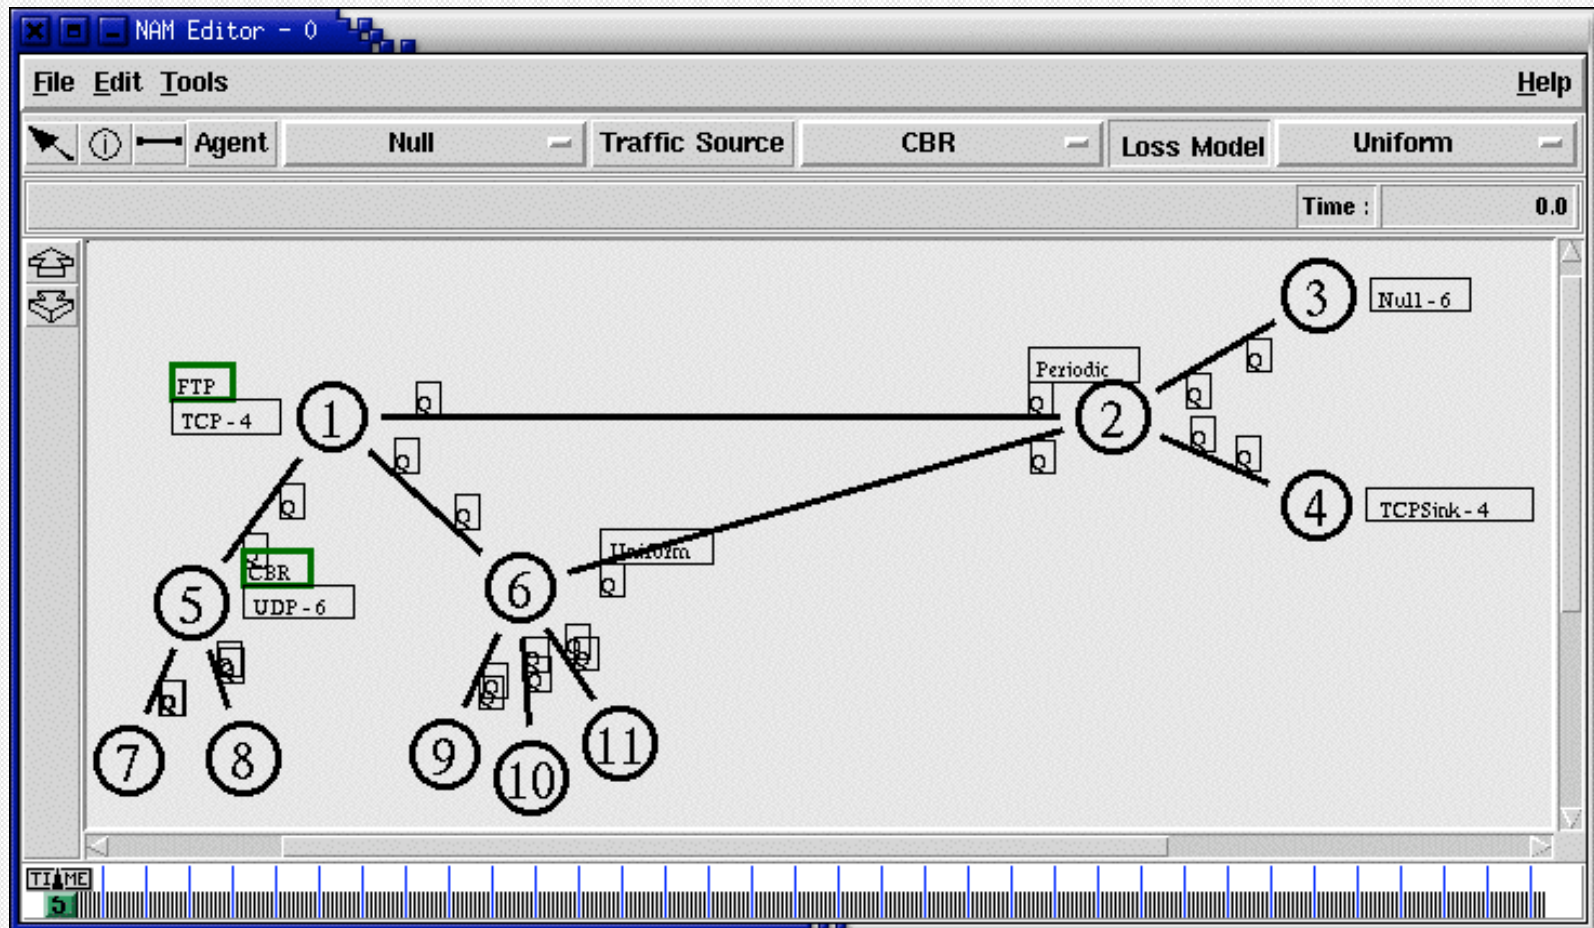 NAM Editor - 0
File Edit Tools Help
Agent Null Traffic Source CBR Loss Model Uniform
Time : 0.0
3 Null - 6
Periodic
FTP
TCP - 4
1 Q Q 2 Q Q
Q Q Q Q
Q Q
4 TCPSink - 4
Uniform
Q
Q
CBR
UDP - 6
5 6 Q
Q Q Q Q Q Q
Q Q Q Q
7 8 9 10 11
TIME
5